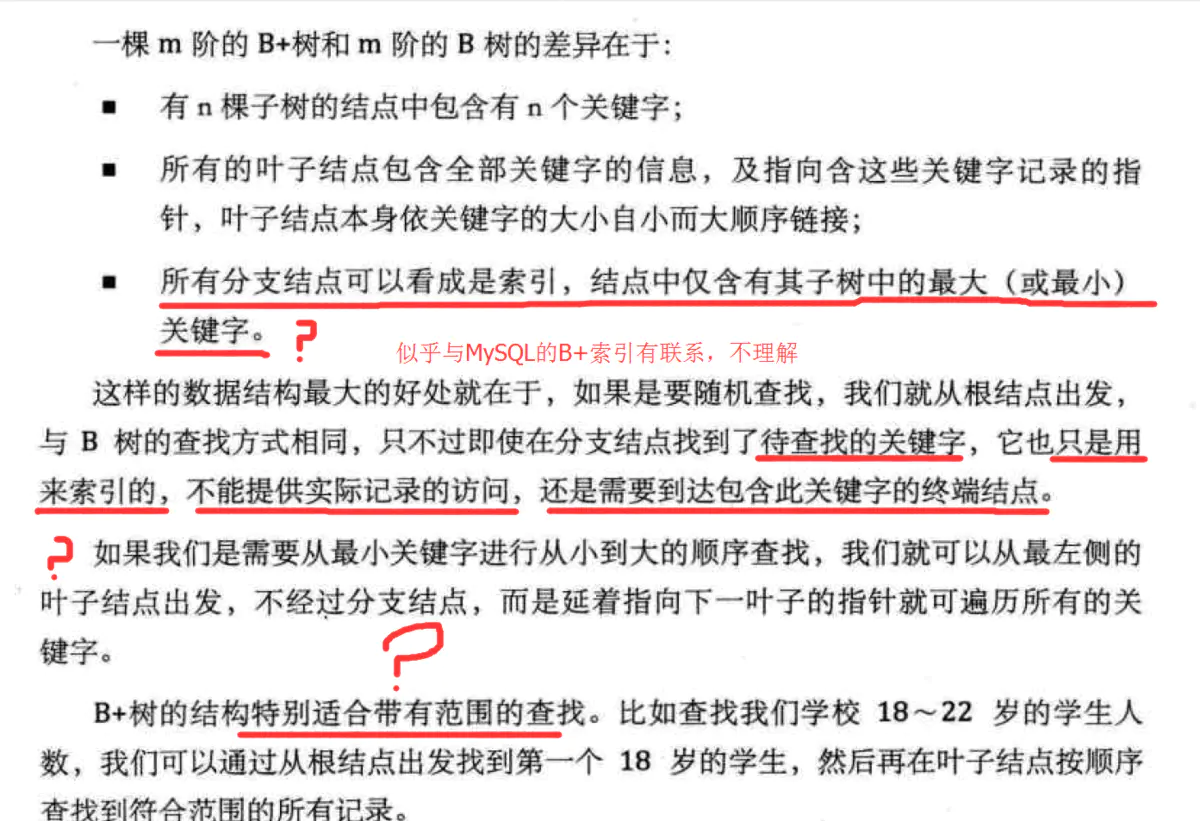 一棵 m 阶的 B+树和 m 阶的 B 树的差异在于:
■ 有 n 棵子树的结点中包含有 n 个关键字;
■ 所有的叶子结点包含全部关键字的信息，及指向含这些关键字记录的指
针，叶子结点本身依关键字的大小自小而大顺序链接;
■ 所有分支结点可以看成是索引，结点中仅含有其子树中的最大（或最小）
关键字。 ?
似乎与MySQL的B+索引有联系，不理解
这样的数据结构最大的好处就在于，如果是要随机查找，我们就从根结点出发，
与 B 树的查找方式相同，只不过即使在分支结点找到了待查找的关键字，它也只是用
来索引的，不能提供实际记录的访问，还是需要到达包含此关键字的终端结点。
? 如果我们是需要从最小关键字进行从小到大的顺序查找，我们就可以从最左侧的
叶子结点出发，不经过分支结点，而是延着指向下一叶子的指针就可遍历所有的关
键字。
?
B+树的结构特别适合带有范围的查找。比如查找我们学校 18～22 岁的学生人
数，我们可以通过从根结点出发找到第一个 18 岁的学生，然后再在叶子结点按顺序
查找到符合范围的所有记录。